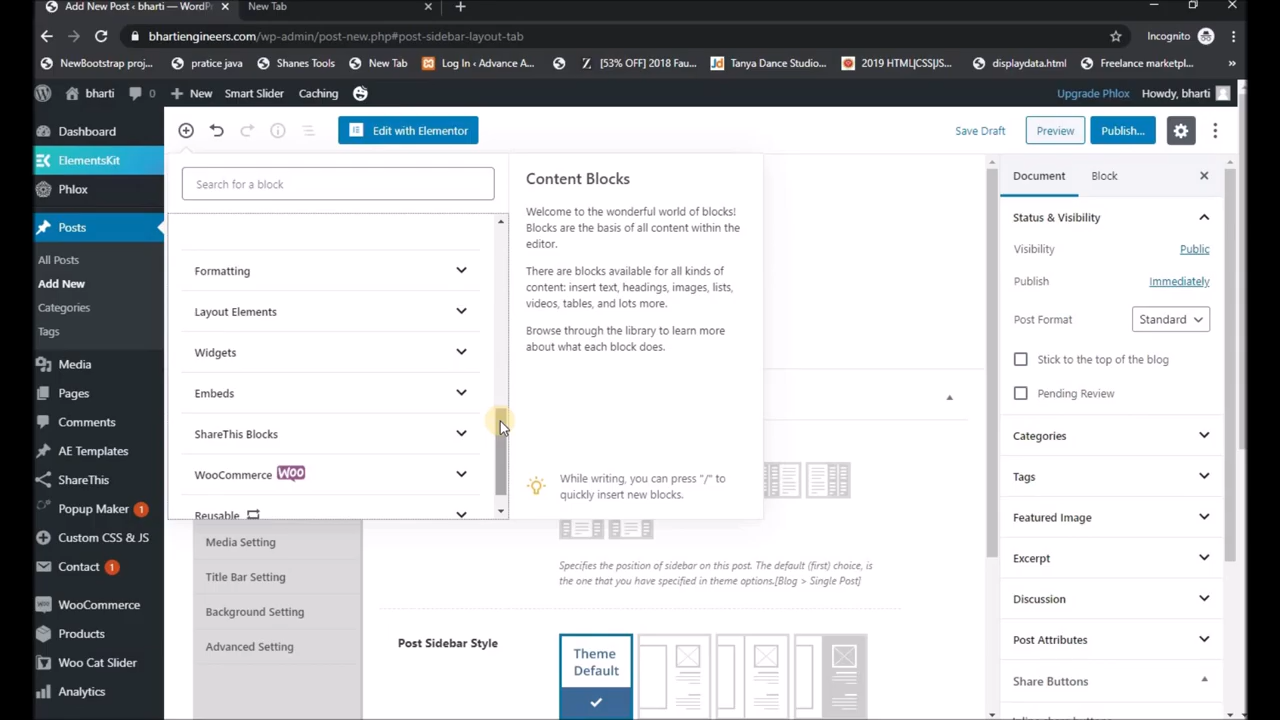 Add New Post ‹ bharti — WordPr
New Tab
bhartiengineers.com/wp-admin/post-new.php#post-sidebar-layout-tab
Incognito
NewBootstrap proj...
pratice java
Shanes Tools
New Tab
Log In ‹ Advance A...
[53% OFF] 2018 Fau...
Tanya Dance Studio...
2019 HTML|CSS|JS...
displaydata.html
Freelance marketpl...
bharti
0
New
Smart Slider
Caching
Upgrade Phlox
Howdy, bharti
Dashboard
ElementsKit
Phlox
Posts
All Posts
Add New
Categories
Tags
Media
Pages
Comments
AE Templates
ShareThis
Popup Maker 1
Custom CSS & JS
Contact 1
WooCommerce
Products
Woo Cat Slider
Analytics
Edit with Elementor
Save Draft
Preview
Publish...
Search for a block
Formatting
Layout Elements
Widgets
Embeds
ShareThis Blocks
WooCommerce WOO
Reusable
Content Blocks
Welcome to the wonderful world of blocks!
Blocks are the basis of all content within the
editor.
There are blocks available for all kinds of
content: insert text, headings, images, lists,
videos, tables, and lots more.
Browse through the library to learn more
about what each block does.
While writing, you can press "/" to
quickly insert new blocks.
Media Setting
Title Bar Setting
Background Setting
Advanced Setting
Specifies the position of sidebar on this post. The default (first) choice, is
the one that you have specified in theme options.[Blog > Single Post]
Post Sidebar Style
Theme
Default
Document
Block
Status & Visibility
Visibility
Public
Publish
Immediately
Post Format
Standard
Stick to the top of the blog
Pending Review
Categories
Tags
Featured Image
Excerpt
Discussion
Post Attributes
Share Buttons